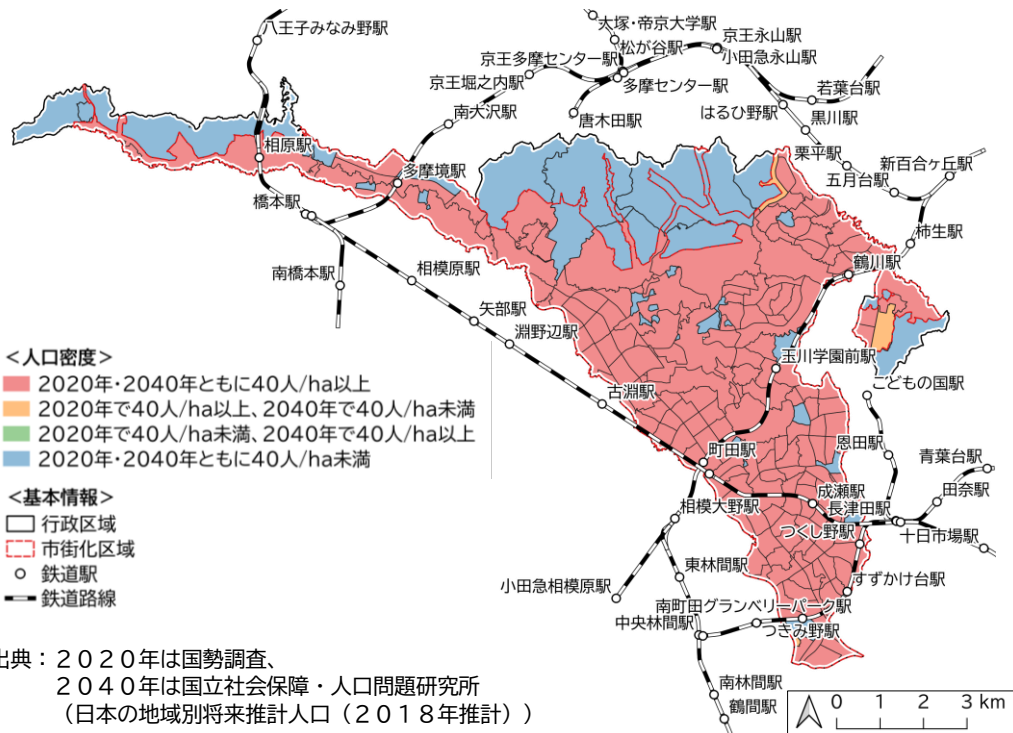 八王子みなみ野駅
大塚・帝京大学駅
松が谷駅
京王永山駅
小田急永山駅
京王多摩センター駅
多摩センター駅
京王堀之内駅
若葉台駅
はるひ野駅
黒川駅
南大沢駅
唐木田駅
栗平駅
新百合ヶ丘駅
五月台駅
相原駅
多摩境駅
橋本駅
柿生駅
南橋本駅
相模原駅
鶴川駅
矢部駅
淵野辺駅
玉川学園前駅
こどもの国駅
古淵駅
町田駅
恩田駅
青葉台駅
成瀬駅
長津田駅
田奈駅
相模大野駅
つくし野駅
十日市場駅
東林間駅
小田急相模原駅
すずかけ台駅
南町田グランベリーパーク駅
中央林間駅
つきみ野駅
南林間駅
鶴間駅
<人口密度>
2020年・2040年ともに40人/ha以上
2020年で40人/ha以上、2040年で40人/ha未満
2020年で40人/ha未満、2040年で40人/ha以上
2020年・2040年ともに40人/ha未満
<基本情報>
行政区域
市街化区域
鉄道駅
鉄道路線
出典：２０２０年は国勢調査、
２０４０年は国立社会保障・人口問題研究所
（日本の地域別将来推計人口（２０１８年推計））
0 1 2 3 km